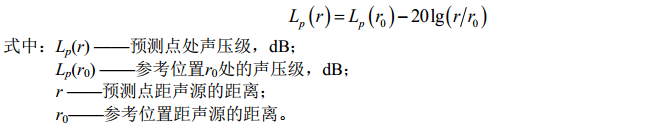 Lp(r)=Lp(r0)−20lg(r/r0)
式中：Lp(r) ——预测点处声压级，dB；
Lp(r0) ——参考位置r0处的声压级，dB；
r ——预测点距声源的距离；
r0——参考位置距声源的距离。